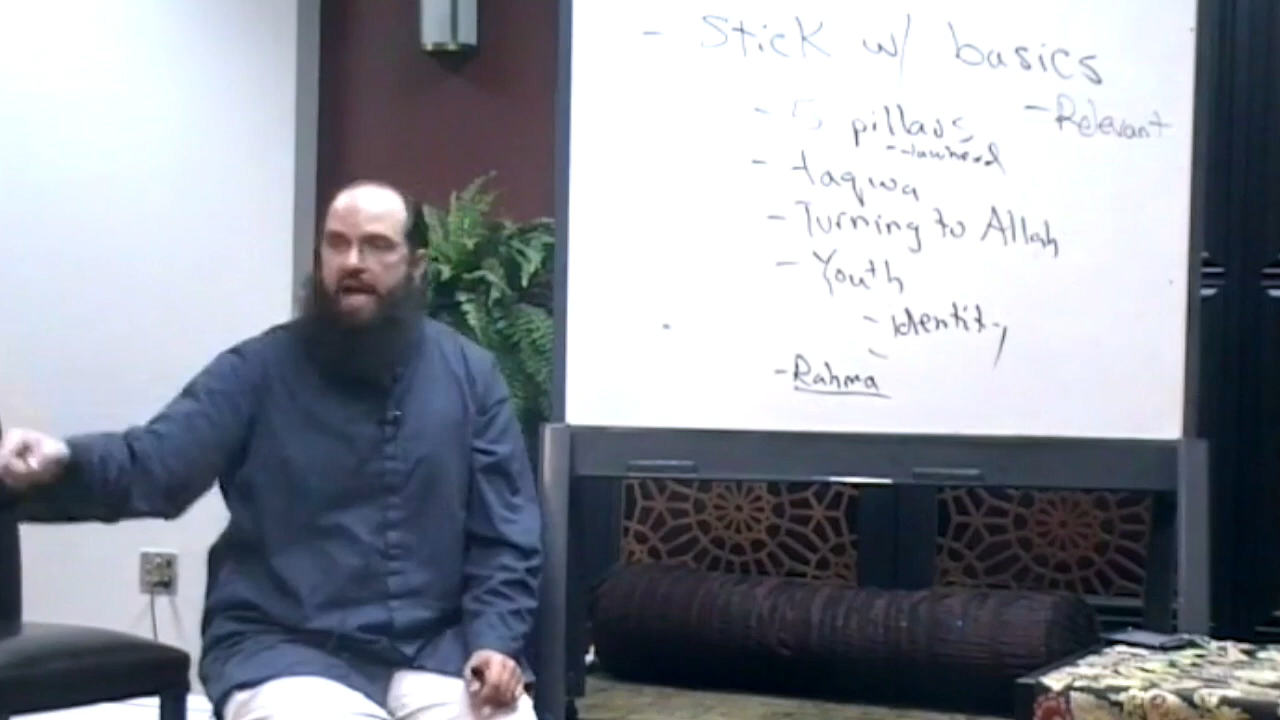 - Stick w/ basics
- 5 pillars
- Relevant
- tawheed
- taqwa
- Turning to Allah
- Youth
- Identity
-
- Rahma